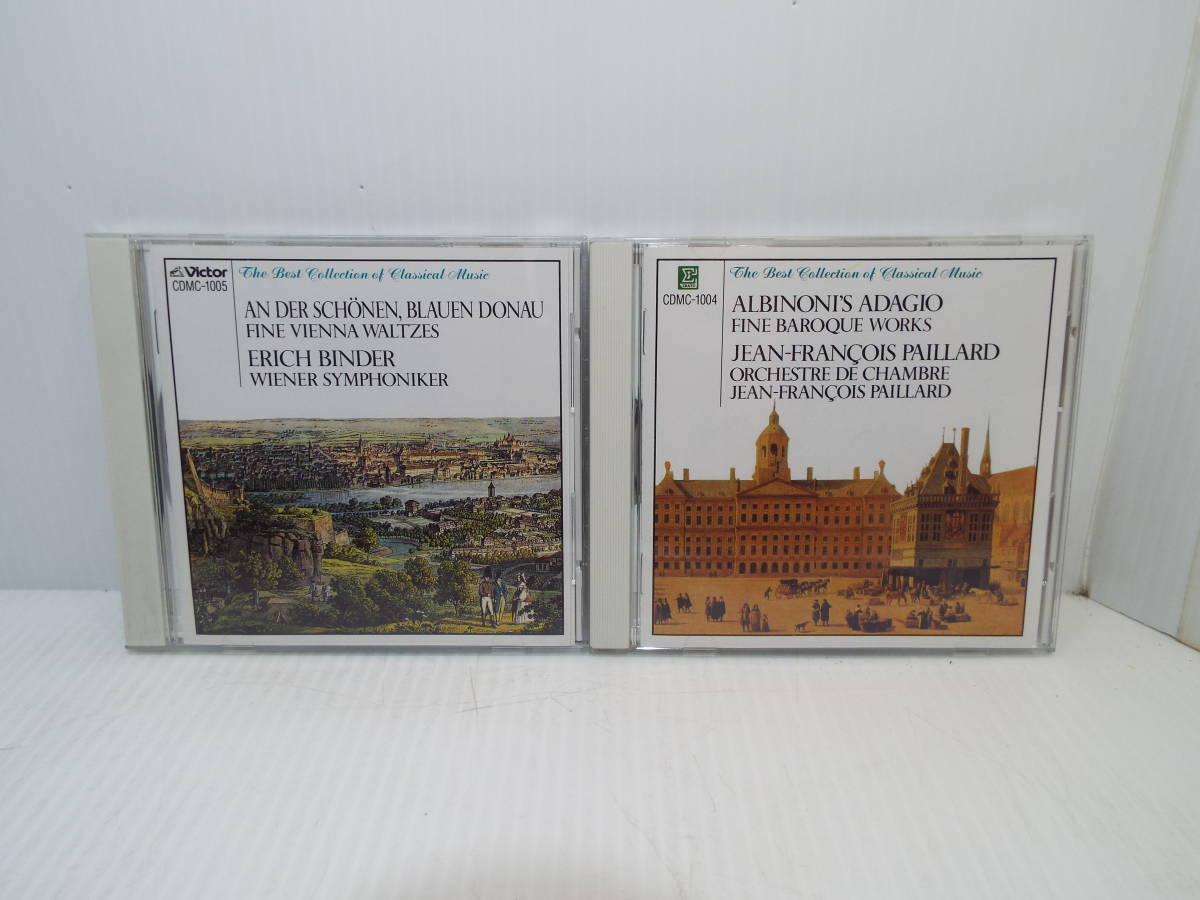 Victor
CDMC-1005
The Best Collection of Classical Music
AN DER SCHÖNEN, BLAUEN DONAU
FINE VIENNA WALTZES
ERICH BINDER
WIENER SYMPHONIKER
ERATO
CDMC-1004
The Best Collection of Classical Music
ALBINONI'S ADAGIO
FINE BAROQUE WORKS
JEAN-FRANÇOIS PAILLARD
ORCHESTRE DE CHAMBRE
JEAN-FRANÇOIS PAILLARD